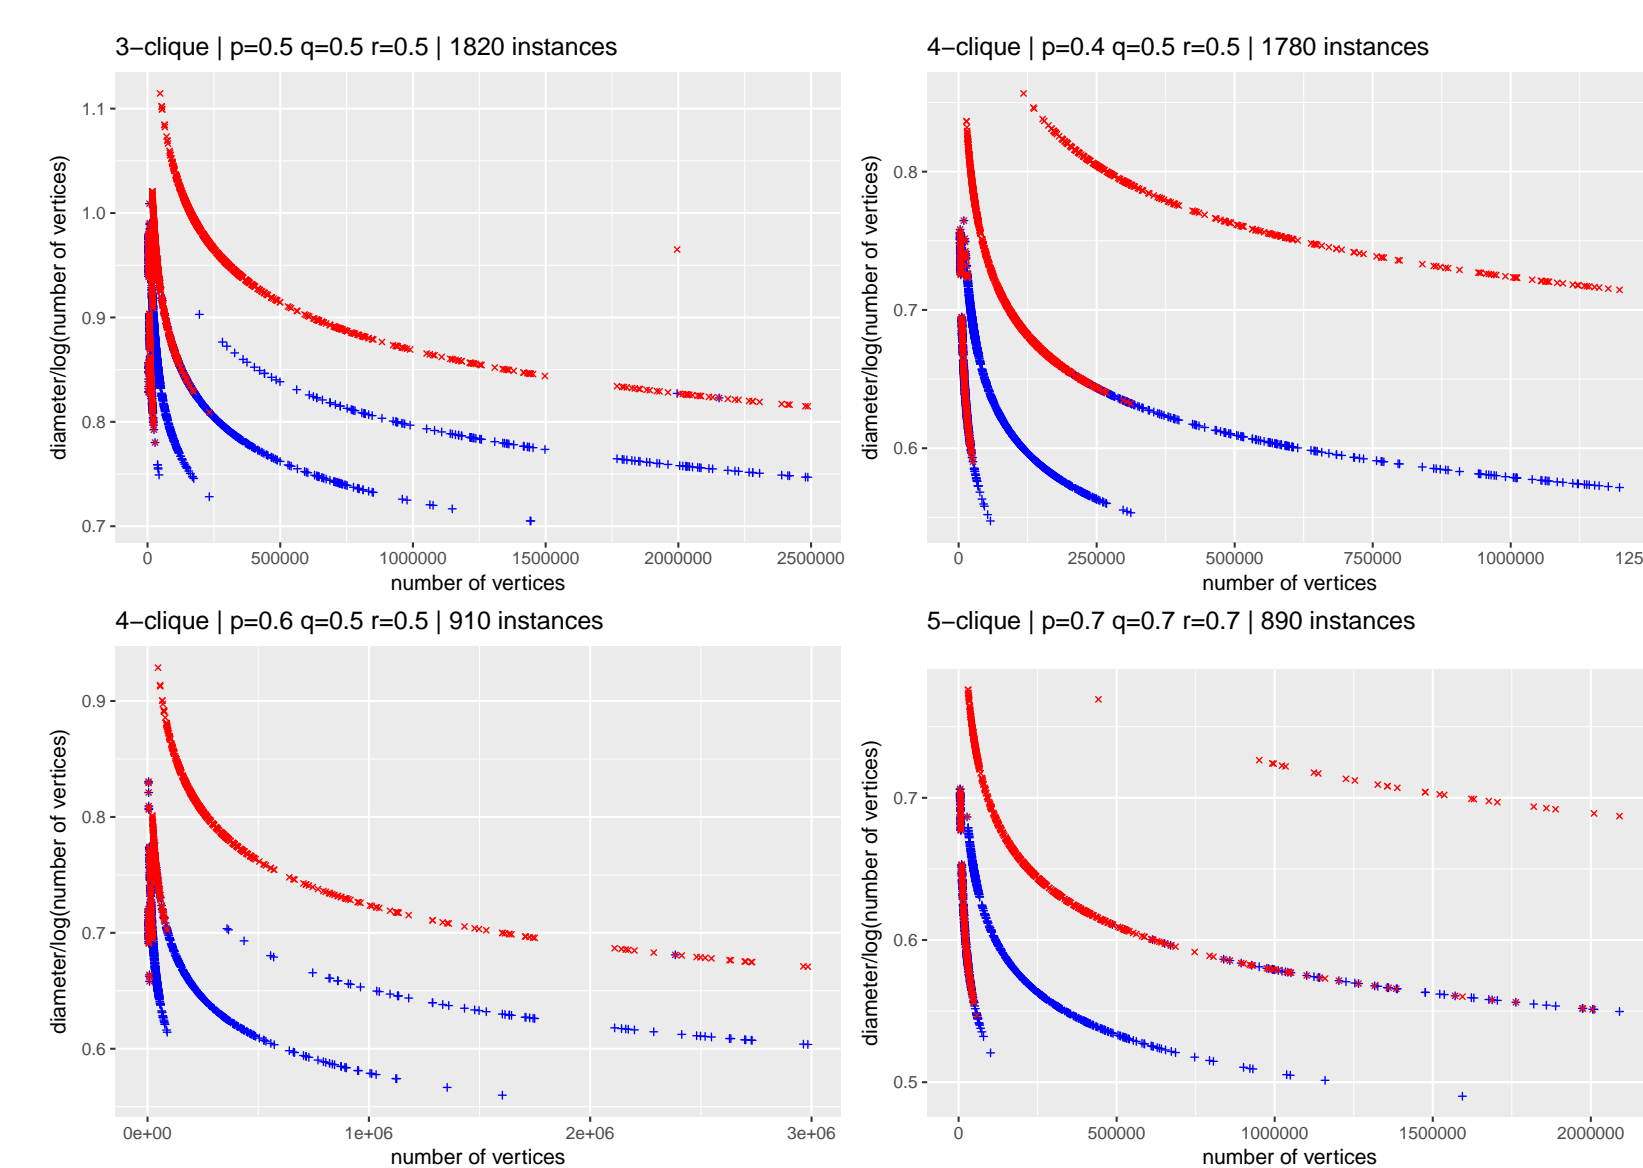 3−clique | p=0.5 q=0.5 r=0.5 | 1820 instances
diameter/log(number of vertices)
1.1
1.0
0.9
0.8
0.7
0 500000 1000000 1500000 2000000 2500000
number of vertices
4−clique | p=0.4 q=0.5 r=0.5 | 1780 instances
diameter/log(number of vertices)
0.8
0.7
0.6
0 250000 500000 750000 1000000 125
number of vertices
4−clique | p=0.6 q=0.5 r=0.5 | 910 instances
diameter/log(number of vertices)
0.9
0.8
0.7
0.6
0e+00 1e+06 2e+06 3e+06
number of vertices
5−clique | p=0.7 q=0.7 r=0.7 | 890 instances
diameter/log(number of vertices)
0.7
0.6
0.5
0 500000 1000000 1500000 2000000
number of vertices